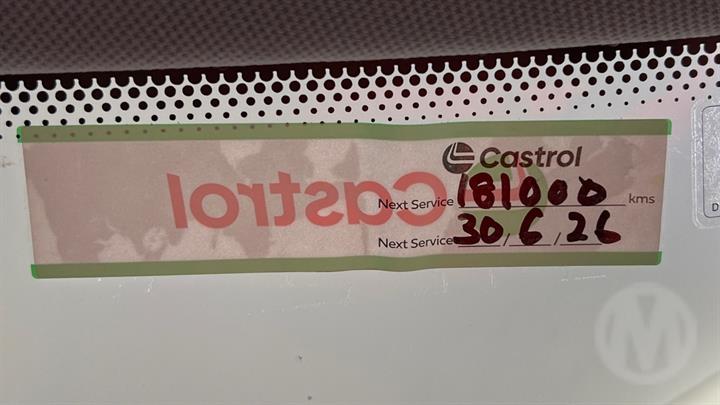 Castrol
Castrol
Next Service 181000 kms
Next Service 30/6/26
D
M